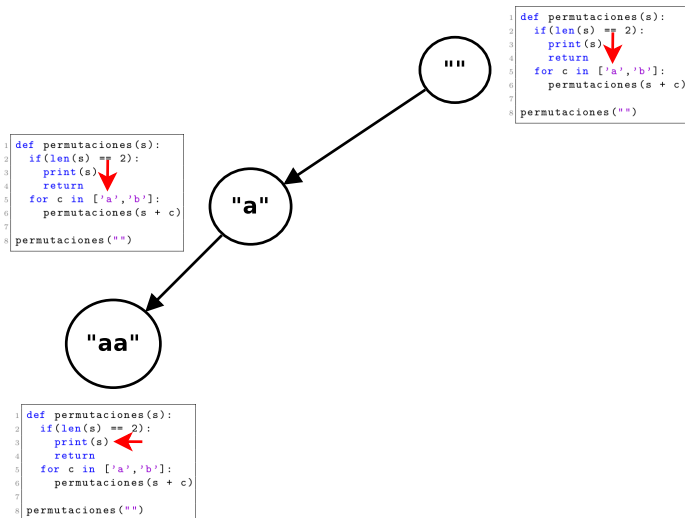 ""
1 def permutaciones(s):
2   if(len(s) == 2):
3     print(s)
4     return
5   for c in ['a','b']:
6     permutaciones(s + c)
7
8 permutaciones("")
1 def permutaciones(s):
2   if(len(s) == 2):
3     print(s)
4     return
5   for c in ['a','b']:
6     permutaciones(s + c)
7
8 permutaciones("")
"a"
"aa"
1 def permutaciones(s):
2   if(len(s) == 2):
3     print(s)
4     return
5   for c in ['a','b']:
6     permutaciones(s + c)
7
8 permutaciones("")